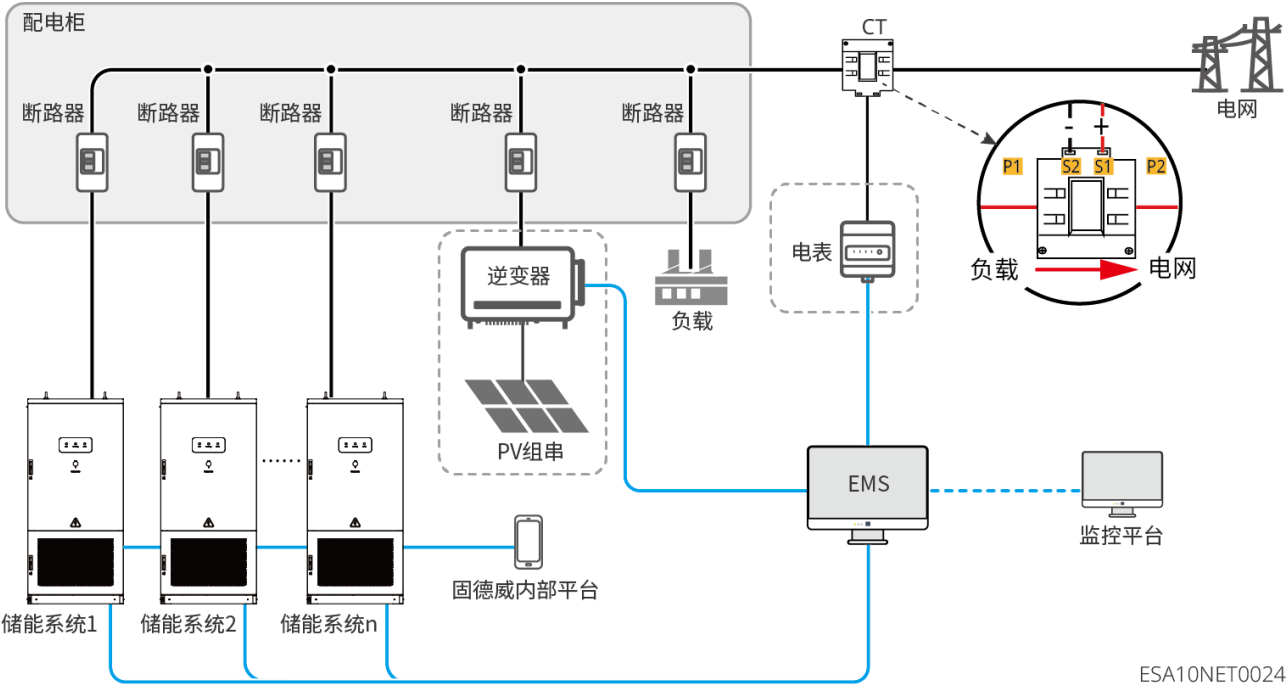 配电柜
CT
电网
断路器
断路器
断路器
断路器
断路器
- +
P1
S2
S1
P2
负载
电网
电表
逆变器
负载
PV组串
EMS
监控平台
固德威内部平台
......
储能系统1
储能系统2
储能系统n
ESA10NET0024